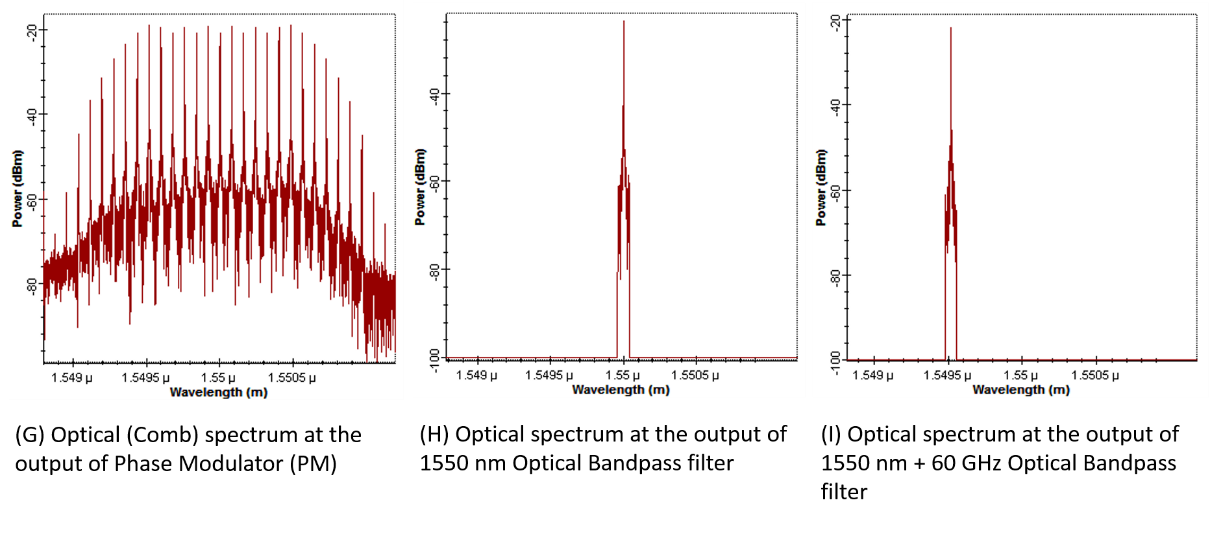 -20
-40
-60
-80
Power (dBm)
1.549 µ 1.5495 µ 1.55 µ 1.5505 µ
Wavelength (m)
-40
-60
-80
-100
Power (dBm)
1.549 µ 1.5495 µ 1.55 µ 1.5505 µ
Wavelength (m)
-20
-40
-60
-80
-100
Power (dBm)
1.549 µ 1.5495 µ 1.55 µ 1.5505 µ
Wavelength (m)
(G) Optical (Comb) spectrum at the
output of Phase Modulator (PM)
(H) Optical spectrum at the output of
1550 nm Optical Bandpass filter
(I) Optical spectrum at the output of
1550 nm + 60 GHz Optical Bandpass
filter